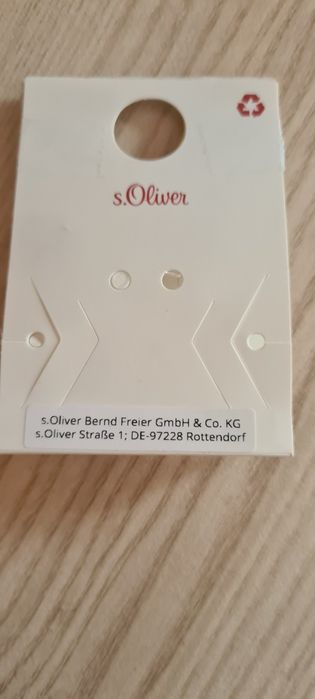 s.Oliver
s.Oliver Bernd Freier GmbH & Co. KG
s.Oliver Straße 1; DE-97228 Rottendorf